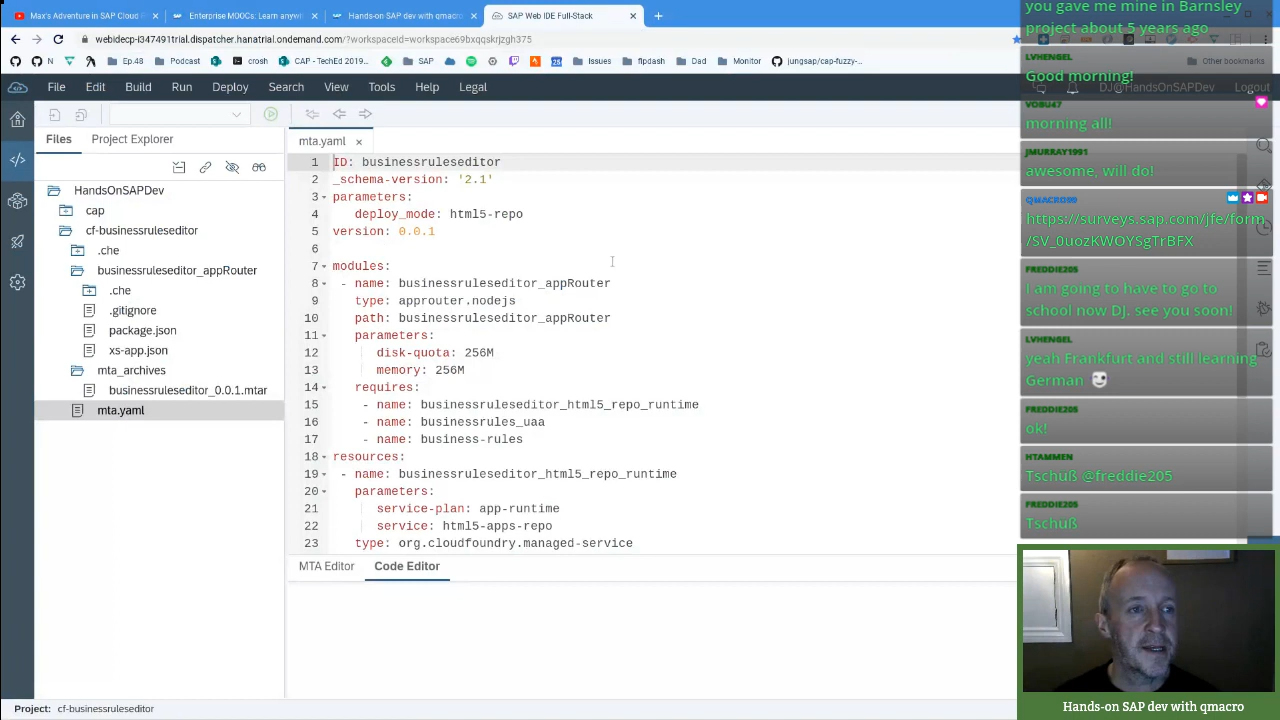 Max's Adventure in SAP Cloud P
Enterprise MOOCs: Learn anywh
Hands-on SAP dev with qmacro
SAP Web IDE Full-Stack
webidecp-i347491trial.dispatcher.hanatrial.ondemand.com/?workspaceId=workspace69bxqqskrjzgh375
N
Ep.48
Podcast
crosh
CAP - TechEd 2019...
SAP
Issues
flpdash
Dad
Monitor
jungsap/cap-fuzzy-...
Other bookmarks
File
Edit
Build
Run
Deploy
Search
View
Tools
Help
Legal
DJ@HandsOnSAPDev
Logout
Files
Project Explorer
HandsOnSAPDev
cap
cf-businessruleseditor
.che
businessruleseditor_appRouter
.che
.gitignore
package.json
xs-app.json
mta_archives
businessruleseditor_0.0.1.mtar
mta.yaml
mta.yaml ×
1 ID: businessruleseditor
2 _schema-version: '2.1'
3 parameters:
4 deploy_mode: html5-repo
5 version: 0.0.1
6
7 modules:
8 - name: businessruleseditor_appRouter
9 type: approuter.nodejs
10 path: businessruleseditor_appRouter
11 parameters:
12 disk-quota: 256M
13 memory: 256M
14 requires:
15 - name: businessruleseditor_html5_repo_runtime
16 - name: businessrules_uaa
17 - name: business-rules
18 resources:
19 - name: businessruleseditor_html5_repo_runtime
20 parameters:
21 service-plan: app-runtime
22 service: html5-apps-repo
23 type: org.cloudfoundry.managed-service
MTA Editor
Code Editor
Project: cf-businessruleseditor
you gave me mine in Barnsley
project about 5 years ago
LVHENGEL
Good morning!
VOBU47
morning all!
JMURRAY1991
awesome, will do!
QMACRO99
https://surveys.sap.com/jfe/form
/SV_0uozKWOYSgTrBFX
FREDDIE205
I am going to have to go to
school now DJ. see you soon!
LVHENGEL
yeah Frankfurt and still learning
German
FREDDIE205
ok!
HTAMMEN
Tschuß @freddie205
FREDDIE205
Tschuß
Hands-on SAP dev with qmacro